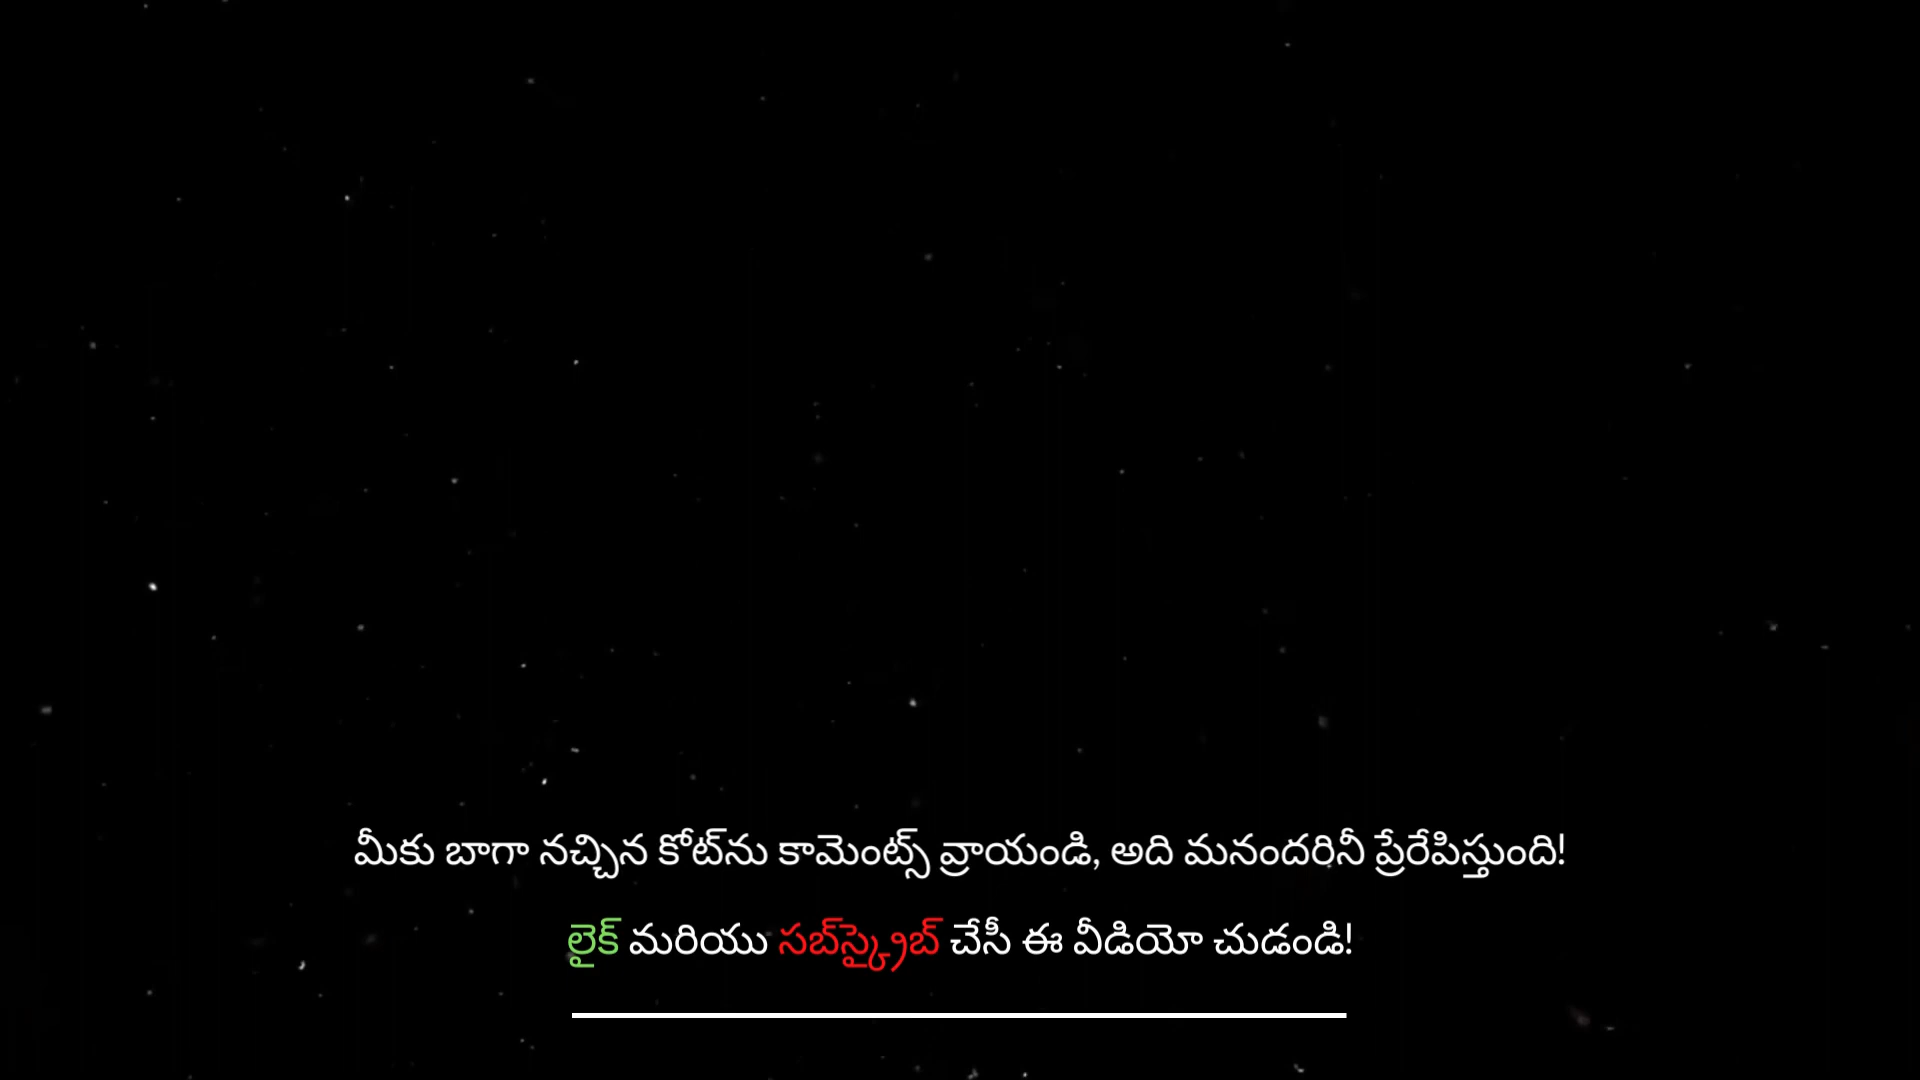 మీకు బాగా నచ్చిన కోట్‌ను కామెంట్స్ వ్రాయండి, అది మనందరినీ ప్రేరేపిస్తుంది!
లైక్ మరియు సబ్‌స్క్రైబ్ చేసీ ఈ వీడియో చుడండి!